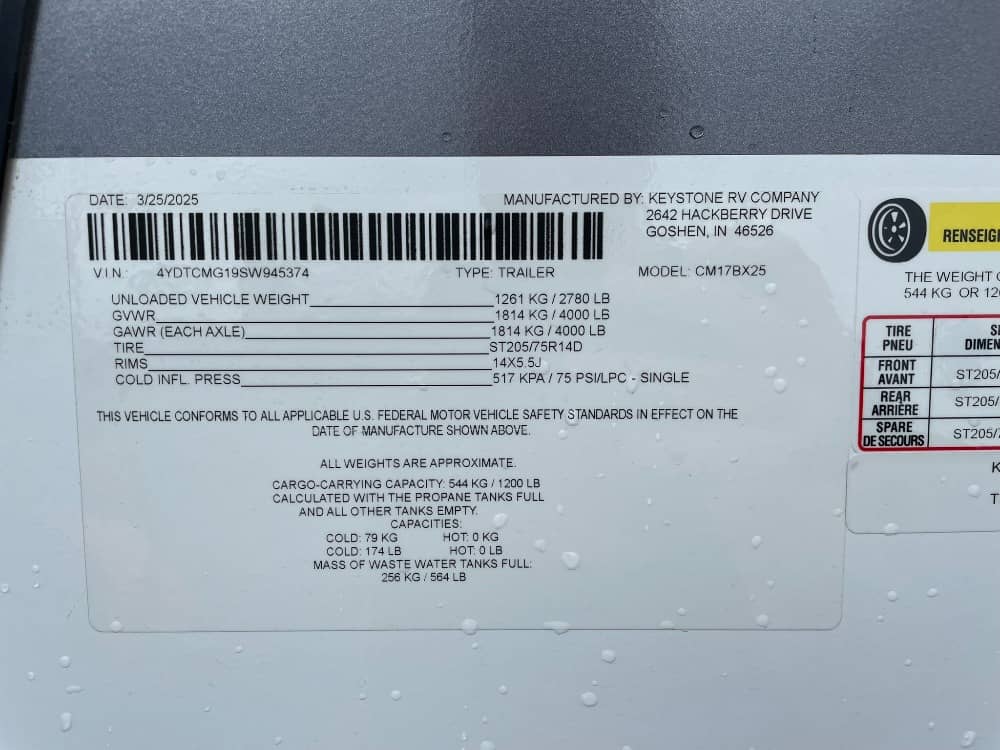 DATE: 3/25/2025
MANUFACTURED BY: KEYSTONE RV COMPANY
2642 HACKBERRY DRIVE
GOSHEN, IN 46526
VIN: 4YDTCMG19SW945374 TYPE: TRAILER MODEL: CM17BX25
UNLOADED VEHICLE WEIGHT 1261 KG / 2780 LB
GVWR 1814 KG / 4000 LB
GAWR (EACH AXLE) 1814 KG / 4000 LB
TIRE ST205/75R14D
RIMS 14X5.5J
COLD INFL. PRESS 517 KPA / 75 PSI/LPC - SINGLE
THIS VEHICLE CONFORMS TO ALL APPLICABLE U.S. FEDERAL MOTOR VEHICLE SAFETY STANDARDS IN EFFECT ON THE
DATE OF MANUFACTURE SHOWN ABOVE.
ALL WEIGHTS ARE APPROXIMATE.
CARGO-CARRYING CAPACITY: 544 KG / 1200 LB
CALCULATED WITH THE PROPANE TANKS FULL
AND ALL OTHER TANKS EMPTY.
CAPACITIES:
COLD: 79 KG HOT: 0 KG
COLD: 174 LB HOT: 0 LB
MASS OF WASTE WATER TANKS FULL:
256 KG / 564 LB
THE WEIGHT
544 KG OR
TIRE
PNEU
FRONT
AVANT
ST205/
REAR
ARRIÈRE
ST205/
SPARE
DE SECOURS
ST205/